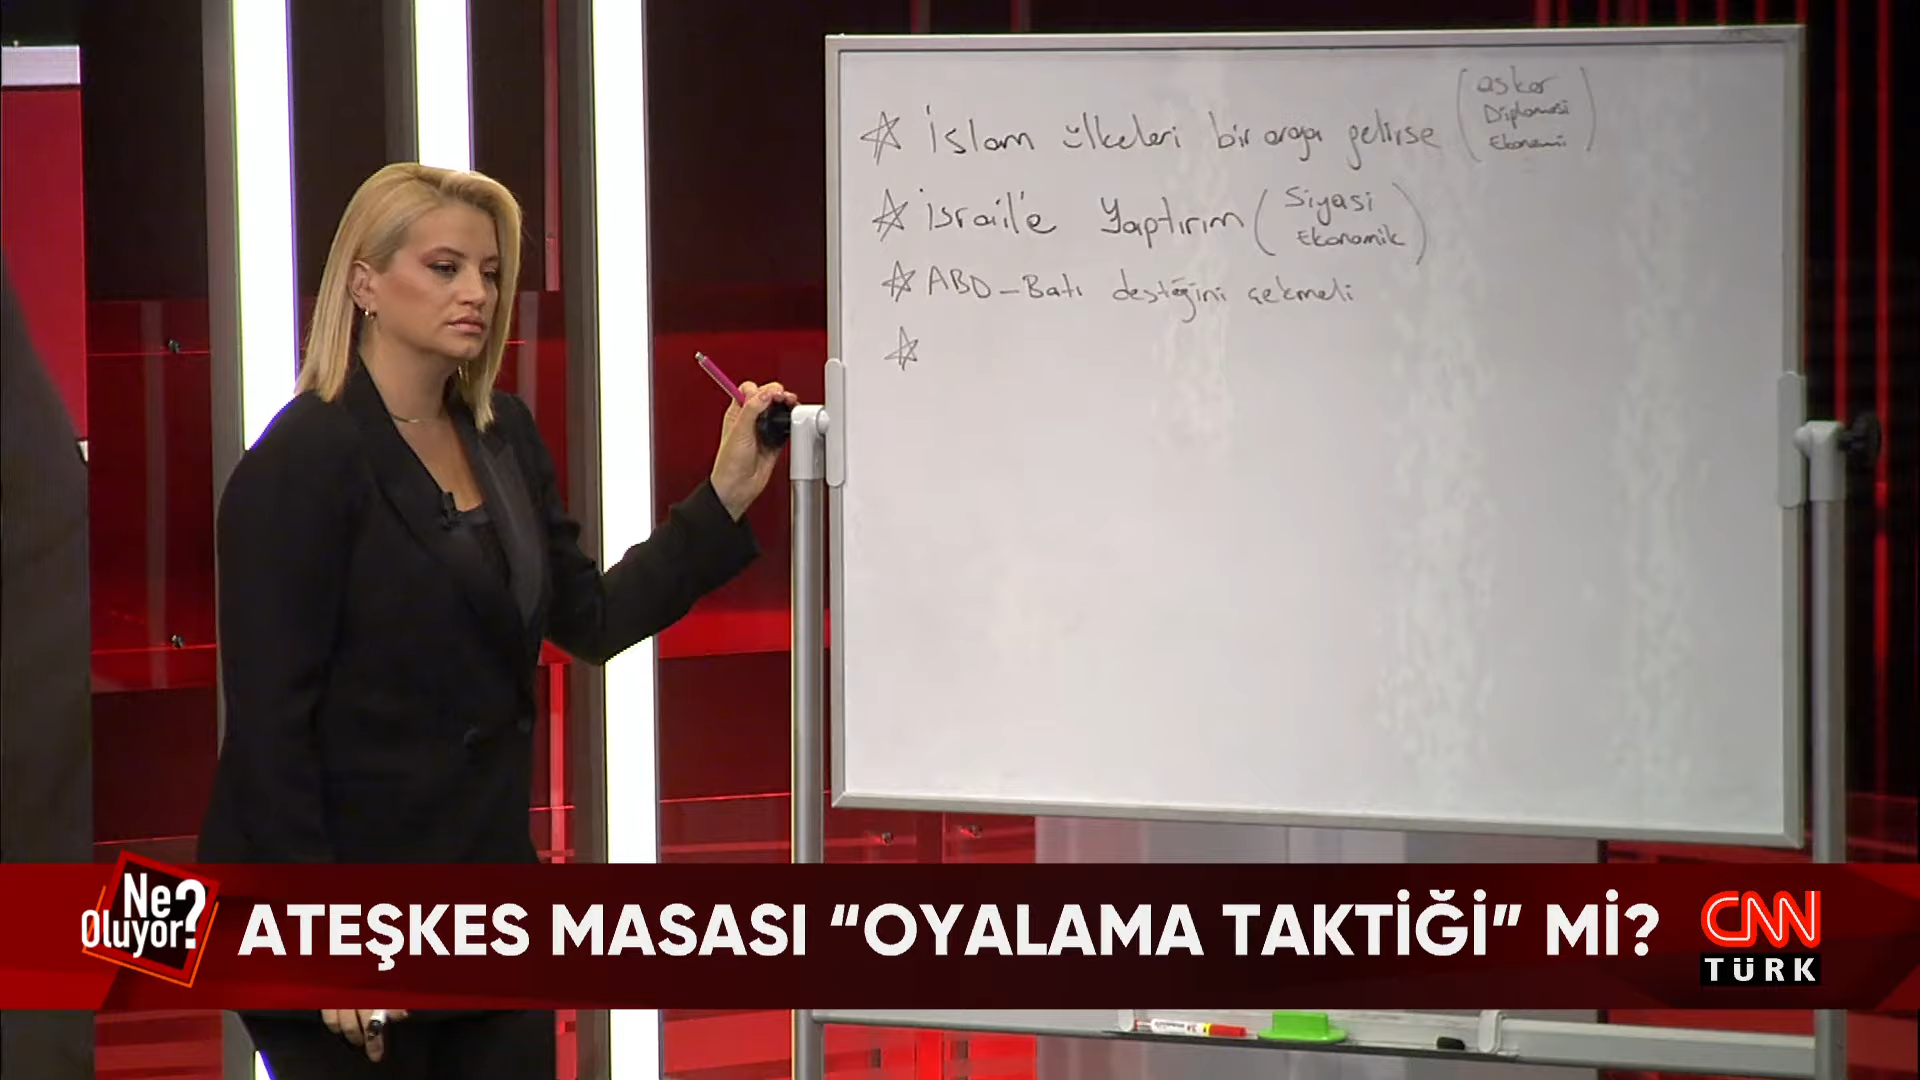 ☆ İslam ülkeleri bir araya gelirse (asker
Diplomasi
Ekonomi)
☆ İsrail'e Yaptırım (Siyasi
Ekonomik)
☆ ABD-Batı desteğini çekmeli
☆
Ne Oluyor?
ATEŞKES MASASI “OYALAMA TAKTİĞİ” Mİ?
CNN
TÜRK